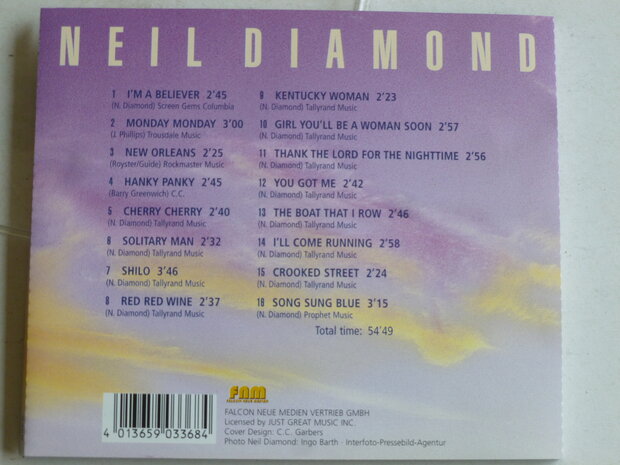 NEIL DIAMOND
1 I'M A BELIEVER 2'45
(N. Diamond) Screen Gems Columbia
2 MONDAY MONDAY 3'00
(J. Phillips) Trousdale Music
3 NEW ORLEANS 2'25
(Royster/Guide) Rockmaster Music
4 HANKY PANKY 2'45
(Barry Greenwich) C.C.
5 CHERRY CHERRY 2'40
(N. Diamond) Tallyrand Music
6 SOLITARY MAN 2'32
(N. Diamond) Tallyrand Music
7 SHILO 3'46
(N. Diamond) Tallyrand Music
8 RED RED WINE 2'37
(N. Diamond) Tallyrand Music
9 KENTUCKY WOMAN 2'23
(N. Diamond) Tallyrand Music
10 GIRL YOU'LL BE A WOMAN SOON 2'57
(N. Diamond) Tallyrand Music
11 THANK THE LORD FOR THE NIGHTTIME 2'56
(N. Diamond) Tallyrand Music
12 YOU GOT ME 2'42
(N. Diamond) Tallyrand Music
13 THE BOAT THAT I ROW 2'46
(N. Diamond) Tallyrand Music
14 I'LL COME RUNNING 2'58
(N. Diamond) Tallyrand Music
15 CROOKED STREET 2'24
(N. Diamond) Tallyrand Music
16 SONG SUNG BLUE 3'15
(N. Diamond) Prophet Music
Total time: 54'49
4 013659 033684
FNM
FALCON NEUE MEDIEN
FALCON NEUE MEDIEN VERTRIEB GMBH
Licensed by JUST GREAT MUSIC INC.
Cover Design: C.C. Garbers
Photo Neil Diamond: Ingo Barth · Interfoto-Pressebild-Agentur